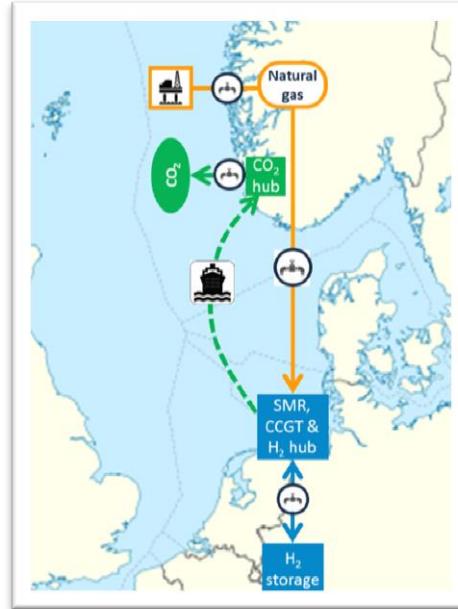 Natural
gas
CO₂
CO₂
hub
SMR,
CCGT &
H₂ hub
H₂
storage